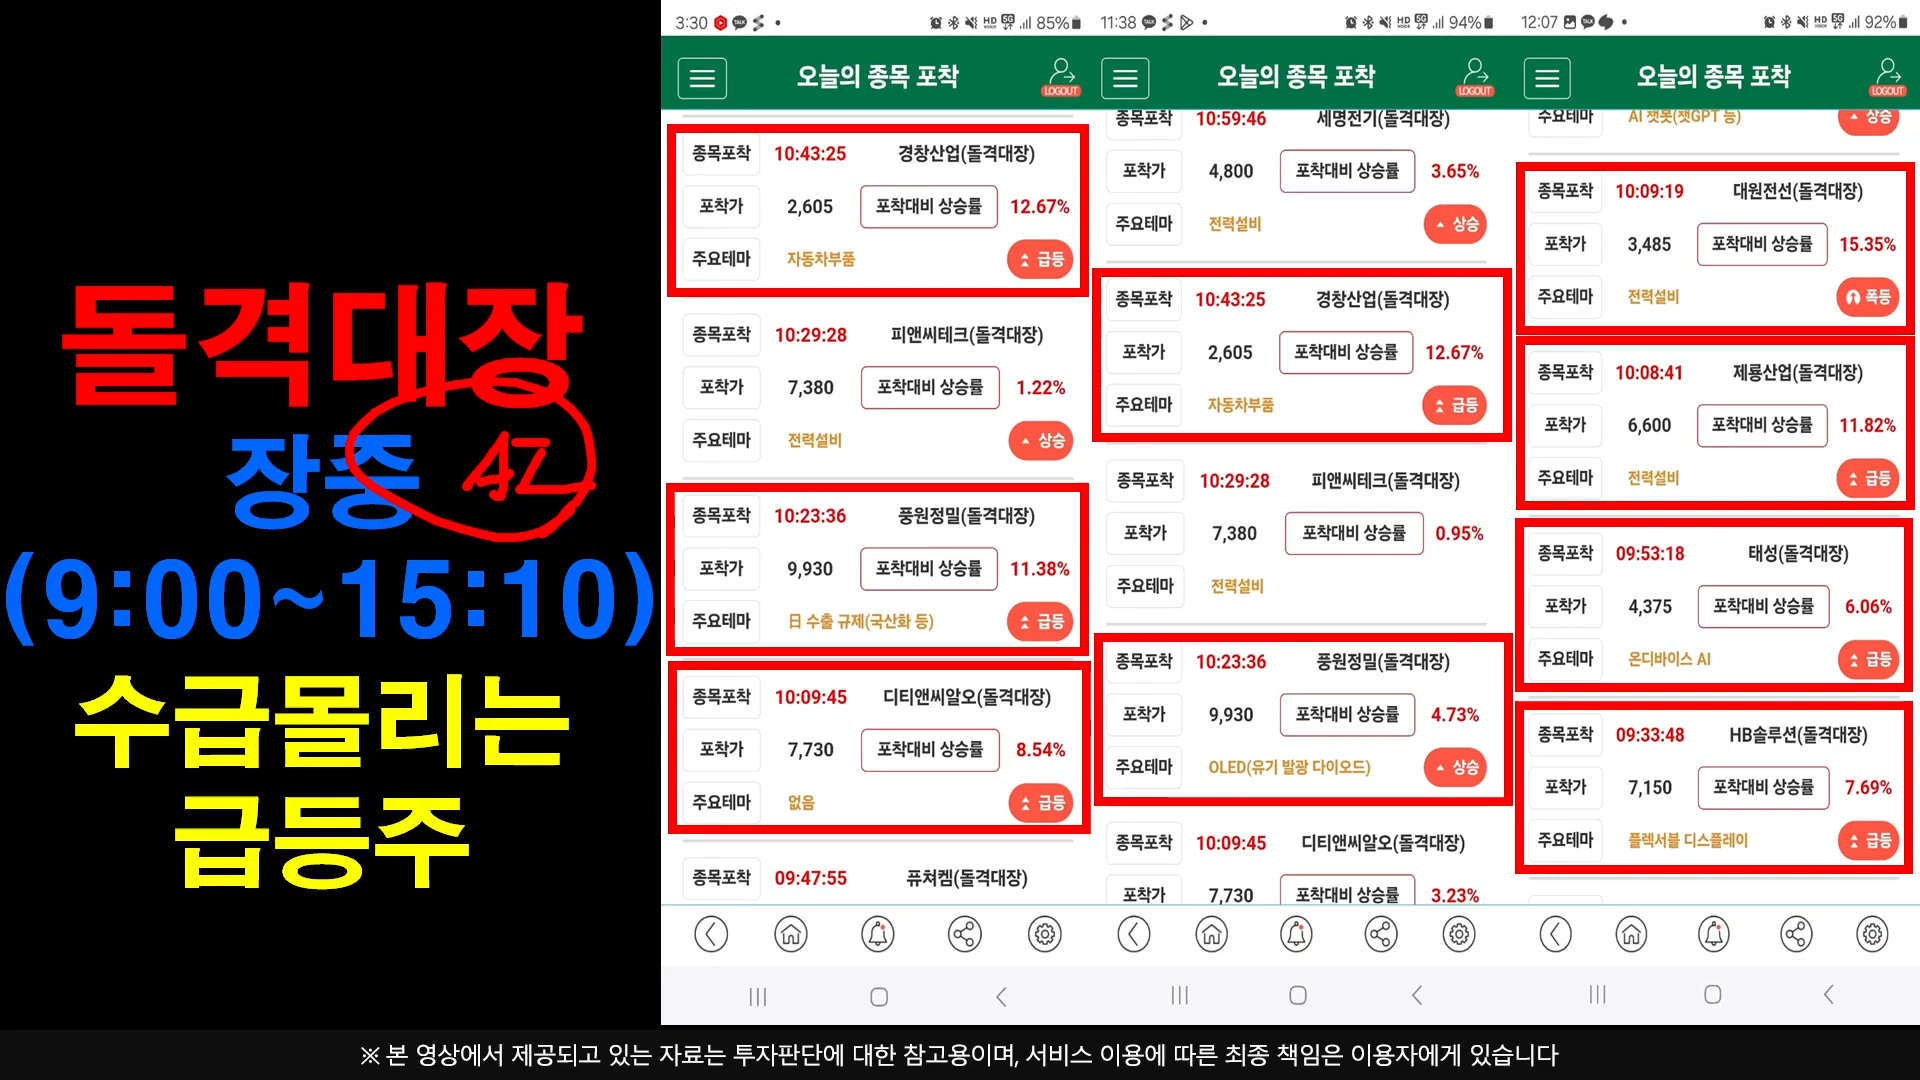 돌격대장
장중 AI
(9:00~15:10)
수급몰리는
급등주
3:30 85%
오늘의 종목 포착
LOGOUT
종목포착 10:43:25 경창산업(돌격대장)
포착가 2,605 포착대비 상승률 12.67%
주요테마 자동차부품 급등
종목포착 10:29:28 피앤씨테크(돌격대장)
포착가 7,380 포착대비 상승률 1.22%
주요테마 전력설비 상승
종목포착 10:23:36 풍원정밀(돌격대장)
포착가 9,930 포착대비 상승률 11.38%
주요테마 日 수출 규제(국산화 등) 급등
종목포착 10:09:45 디티앤씨알오(돌격대장)
포착가 7,730 포착대비 상승률 8.54%
주요테마 없음 급등
종목포착 09:47:55 퓨쳐켐(돌격대장)
11:38 94%
오늘의 종목 포착
LOGOUT
종목포착 10:59:46 세명전기(돌격대장)
포착가 4,800 포착대비 상승률 3.65%
주요테마 전력설비 상승
종목포착 10:43:25 경창산업(돌격대장)
포착가 2,605 포착대비 상승률 12.67%
주요테마 자동차부품 급등
종목포착 10:29:28 피앤씨테크(돌격대장)
포착가 7,380 포착대비 상승률 0.95%
주요테마 전력설비
종목포착 10:23:36 풍원정밀(돌격대장)
포착가 9,930 포착대비 상승률 4.73%
주요테마 OLED(유기 발광 다이오드) 상승
종목포착 10:09:45 디티앤씨알오(돌격대장)
포착가 7,730 포착대비 상승률 3.23%
12:07 92%
오늘의 종목 포착
LOGOUT
주요테마 AI 챗봇(챗GPT 등) 상승
종목포착 10:09:19 대원전선(돌격대장)
포착가 3,485 포착대비 상승률 15.35%
주요테마 전력설비 폭등
종목포착 10:08:41 제룡산업(돌격대장)
포착가 6,600 포착대비 상승률 11.82%
주요테마 전력설비 급등
종목포착 09:53:18 태성(돌격대장)
포착가 4,375 포착대비 상승률 6.06%
주요테마 온디바이스 AI 급등
종목포착 09:33:48 HB솔루션(돌격대장)
포착가 7,150 포착대비 상승률 7.69%
주요테마 플렉서블 디스플레이 급등
※ 본 영상에서 제공되고 있는 자료는 투자판단에 대한 참고용이며, 서비스 이용에 따른 최종 책임은 이용자에게 있습니다